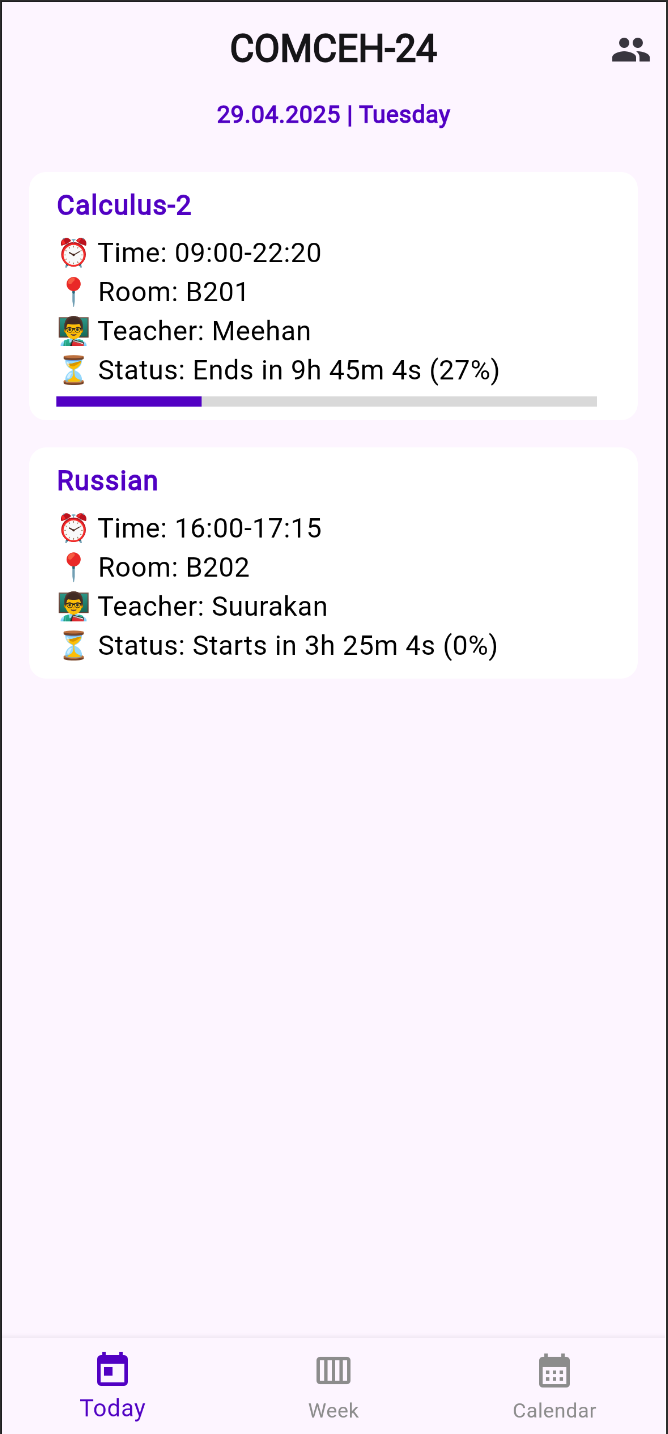 COMCEH-24
29.04.2025 | Tuesday
Calculus-2
⏰ Time: 09:00-22:20
📍 Room: B201
👨‍🏫 Teacher: Meehan
⏳ Status: Ends in 9h 45m 4s (27%)
Russian
⏰ Time: 16:00-17:15
📍 Room: B202
👨‍🏫 Teacher: Suurakan
⏳ Status: Starts in 3h 25m 4s (0%)
Today
Week
Calendar